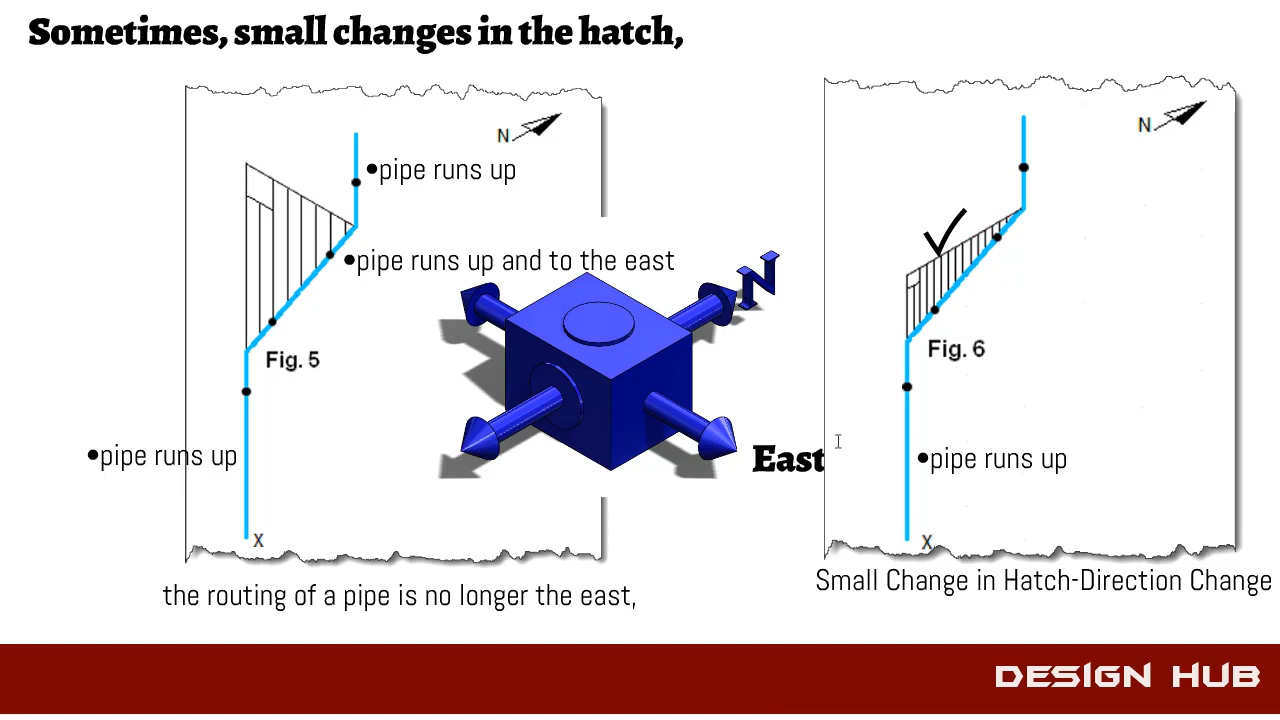 Sometimes, small changes in the hatch,
N
•pipe runs up
•pipe runs up and to the east
Fig. 5
•pipe runs up
X
N
East
N
Fig. 6
•pipe runs up
X
the routing of a pipe is no longer the east,
Small Change in Hatch-Direction Change
DESIGN HUB